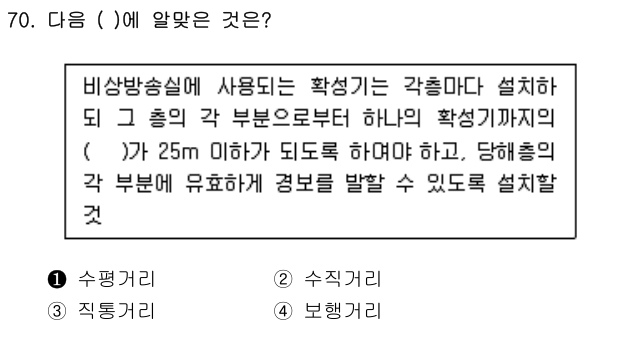 70. 다음 ( )에 알맞은 것은?
비상방송실에 사용되는 확성기는 각층마다 설치하
되 그 층의 각 부분으로부터 하나의 확성기까지의
( )가 25m 이하가 되도록 하여야 하고, 당해층의
각 부분에 유효하게 경보를 발할 수 있도록 설치할
것
❶ 수평거리 ② 수직거리
③ 직통거리 ④ 보행거리